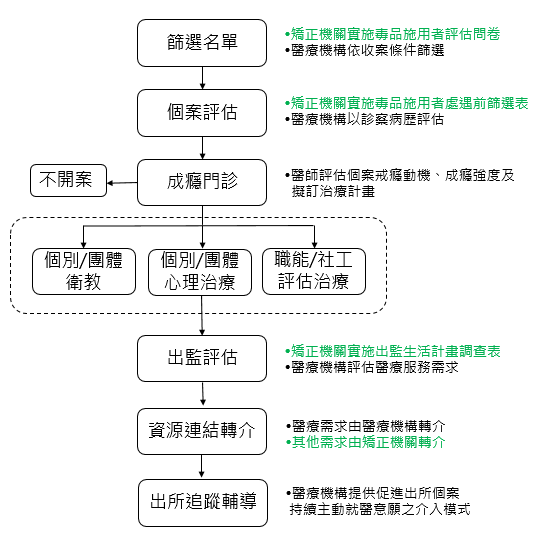 篩選名單
•矯正機關實施毒品施用者評估問卷
•醫療機構依收案條件篩選
個案評估
•矯正機關實施毒品施用者處遇前篩選表
•醫療機構以診察病歷評估
不開案
成癮門診
•醫師評估個案戒癮動機、成癮強度及
擬訂治療計畫
個別/團體
衛教
個別/團體
心理治療
職能/社工
評估治療
出監評估
•矯正機關實施出監生活計畫調查表
•醫療機構評估醫療服務需求
資源連結轉介
•醫療需求由醫療機構轉介
•其他需求由矯正機關轉介
出所追蹤輔導
•醫療機構提供促進出所個案
持續主動就醫意願之介入模式